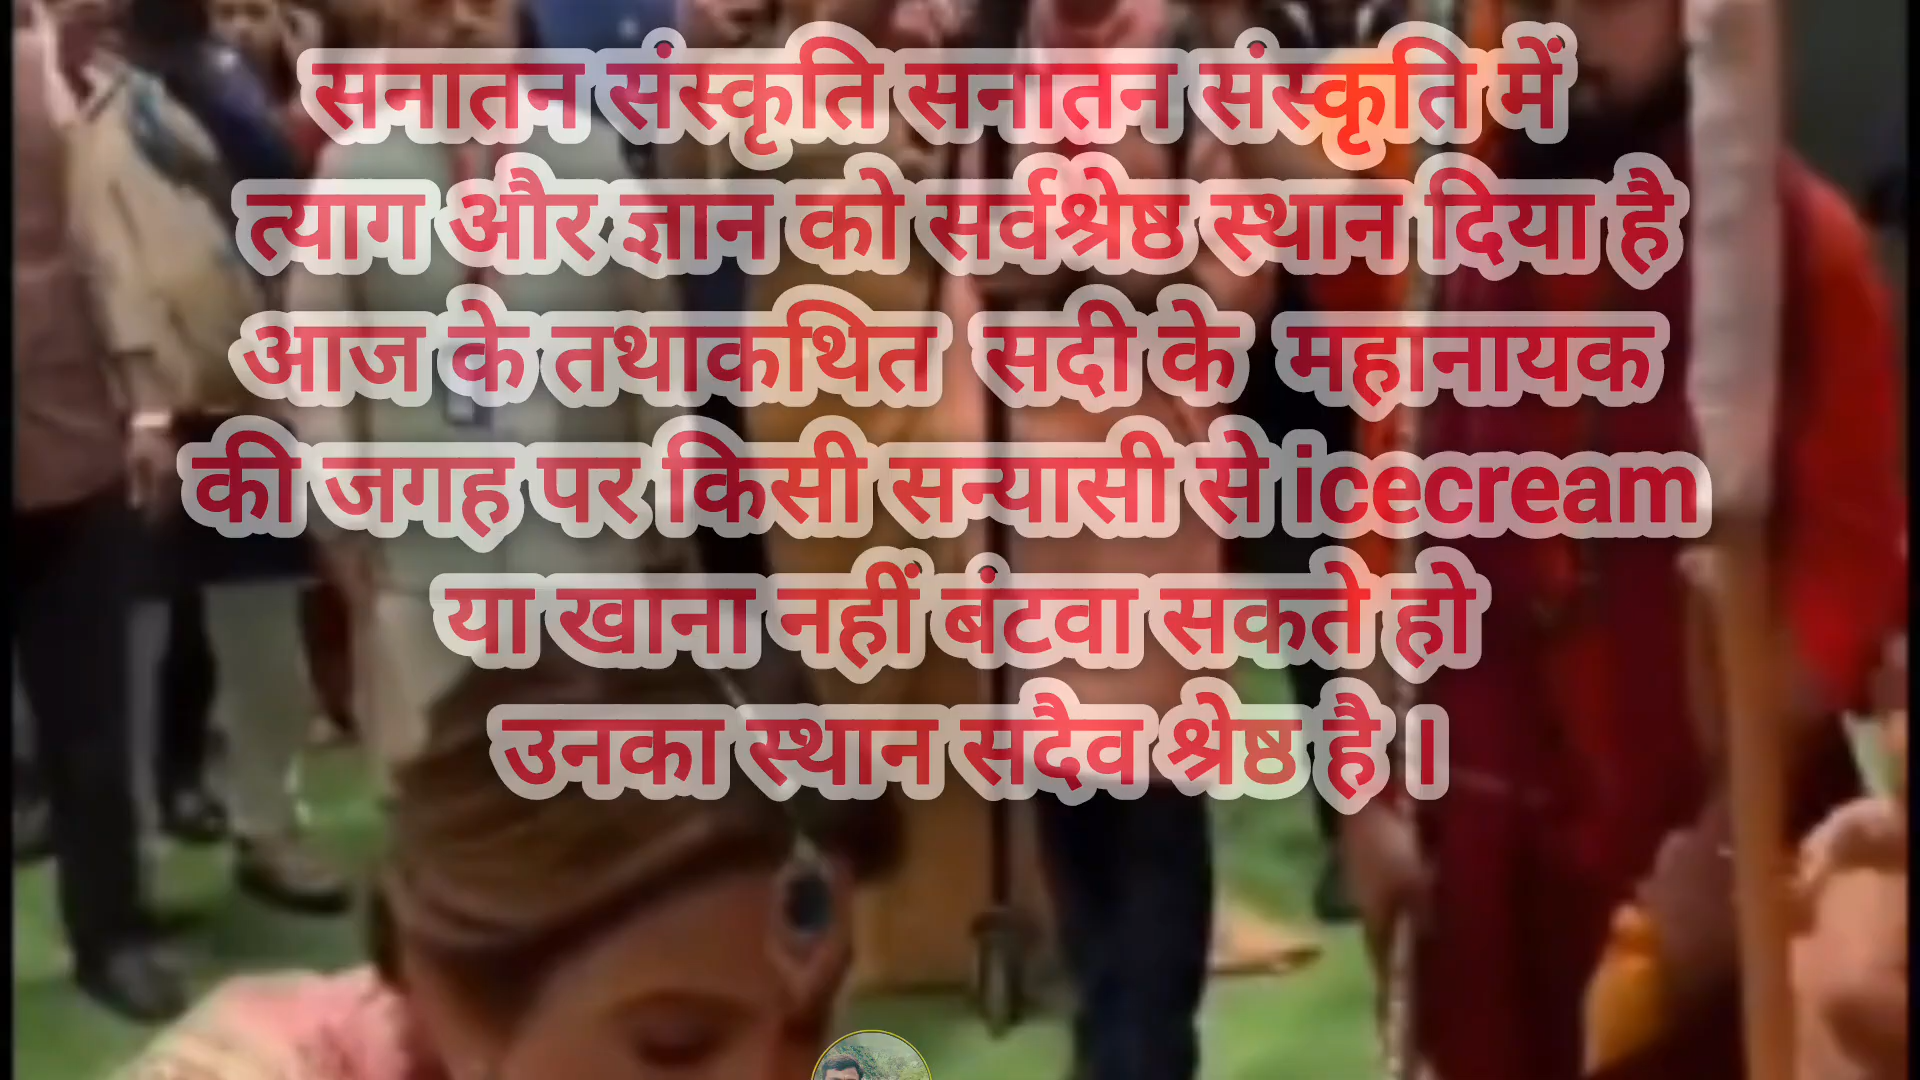 सनातन संस्कृति सनातन संस्कृति में
त्याग और ज्ञान को सर्वश्रेष्ठ स्थान दिया है
आज के तथाकथित सदी के महानायक
की जगह पर किसी सन्यासी से icecream
या खाना नहीं बंटवा सकते हो
उनका स्थान सदैव श्रेष्ठ है ।